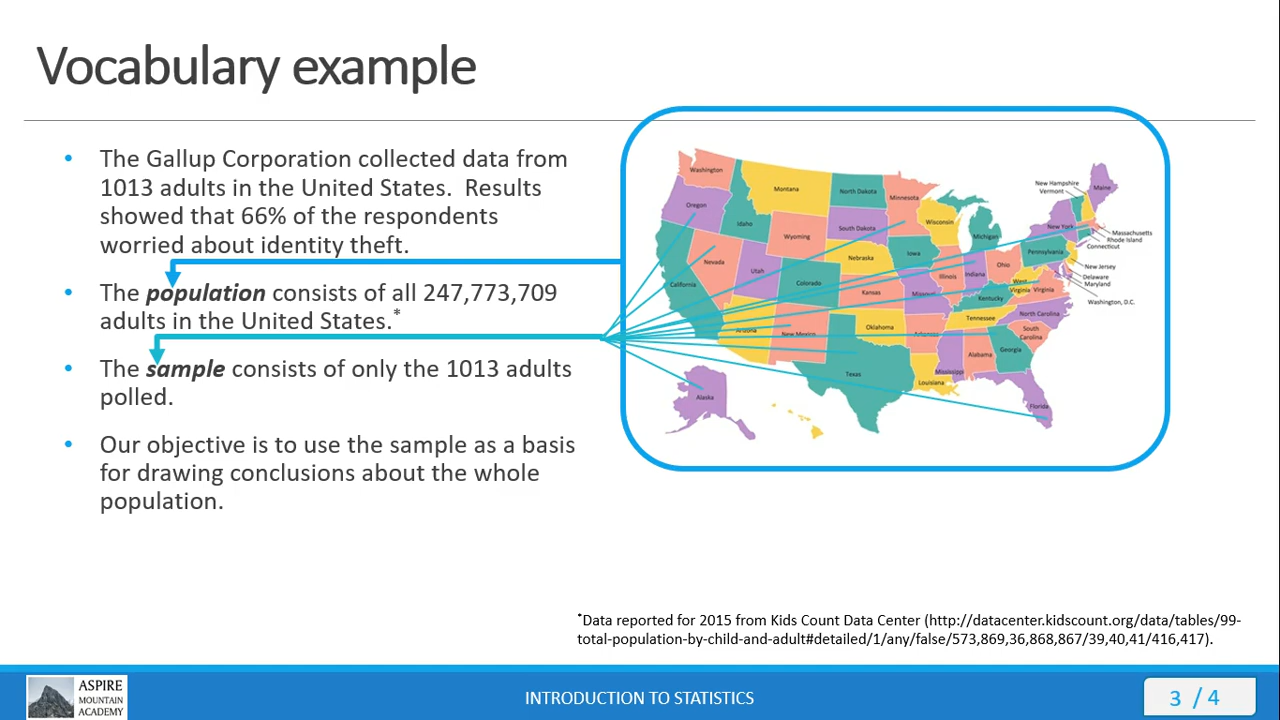 Vocabulary example
• The Gallup Corporation collected data from
1013 adults in the United States.  Results
showed that 66% of the respondents
worried about identity theft.
• The population consists of all 247,773,709
adults in the United States.*
• The sample consists of only the 1013 adults
polled.
• Our objective is to use the sample as a basis
for drawing conclusions about the whole
population.
Washington
Montana
North Dakota
Minnesota
New Hampshire
Vermont
Maine
Oregon
Idaho
South Dakota
Wisconsin
Michigan
New York
Massachusetts
Rhode Island
Connecticut
Wyoming
Nevada
Utah
Nebraska
Iowa
Illinois
Indiana
Ohio
Pennsylvania
New Jersey
Delaware
Maryland
Washington, D.C.
California
Colorado
Kansas
Missouri
Kentucky
West
Virginia
Virginia
Arizona
New Mexico
Oklahoma
Arkansas
Tennessee
North Carolina
South
Carolina
Texas
Louisiana
Mississippi
Alabama
Georgia
Florida
Alaska
*Data reported for 2015 from Kids Count Data Center (http://datacenter.kidscount.org/data/tables/99-
total-population-by-child-and-adult#detailed/1/any/false/573,869,36,868,867/39,40,41/416,417).
ASPIRE
MOUNTAIN
ACADEMY
INTRODUCTION TO STATISTICS
3 / 4